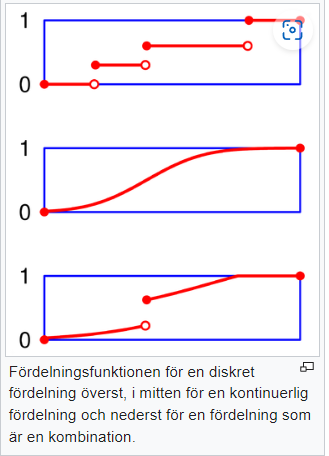 1
0
1
0
1
0
Fördelningsfunktionen för en diskret
fördelning överst, i mitten för en kontinuerlig
fördelning och nederst för en fördelning som
är en kombination.